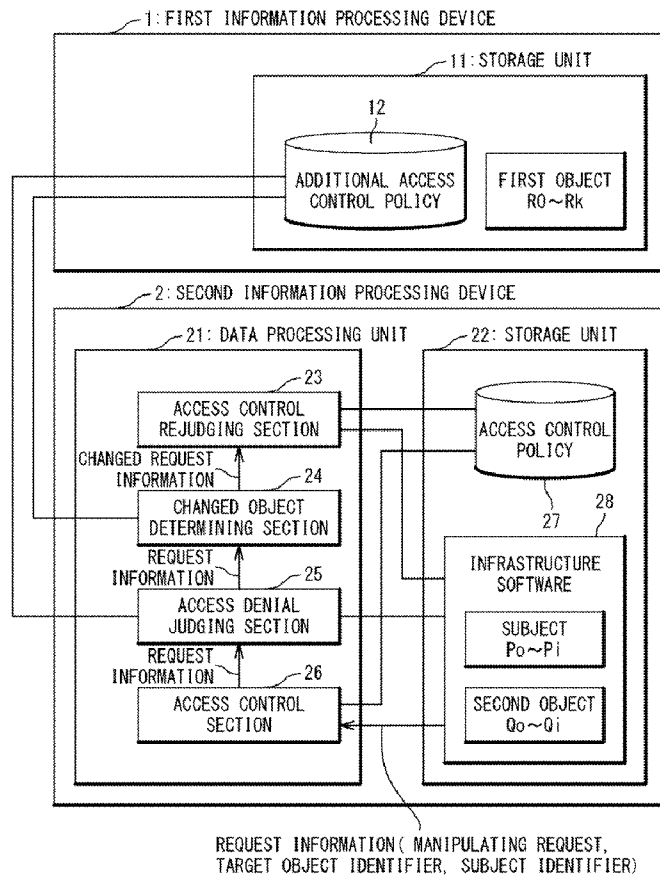 1: FIRST INFORMATION PROCESSING DEVICE
11: STORAGE UNIT
12
ADDITIONAL ACCESS
CONTROL POLICY
FIRST OBJECT
R0~Rk
2: SECOND INFORMATION PROCESSING DEVICE
21: DATA PROCESSING UNIT
22: STORAGE UNIT
23
ACCESS CONTROL
REJUDGING SECTION
ACCESS CONTROL
POLICY
27
CHANGED REQUEST
INFORMATION
24
CHANGED OBJECT
DETERMINING SECTION
28
INFRASTRUCTURE
SOFTWARE
REQUEST
INFORMATION
25
ACCESS DENIAL
JUDGING SECTION
SUBJECT
Po~Pi
REQUEST
INFORMATION
26
ACCESS CONTROL
SECTION
SECOND OBJECT
Qo~Qi
REQUEST INFORMATION( MANIPULATING REQUEST,
TARGET OBJECT IDENTIFIER, SUBJECT IDENTIFIER)